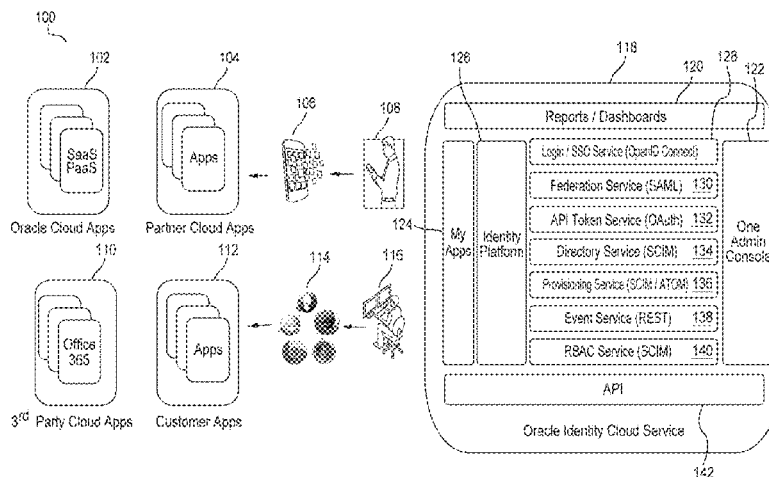 100
102
SaaS
PaaS
Oracle Cloud Apps
104
Apps
Partner Cloud Apps
106
108
110
Office
365
3rd Party Cloud Apps
112
Apps
Customer Apps
114
116
118
120
122
124
126
128
Reports / Dashboards
My
Apps
Identity
Platform
Login / SSO Service (OpenID Connect)
Federation Service (SAML) 130
API Token Service (OAuth) 132
Directory Service (SCIM) 134
Provisioning Service (SCIM / ATOM) 136
Event Service (REST) 138
RBAC Service (SCIM) 140
One
Admin
Console
API
Oracle Identity Cloud Service
142